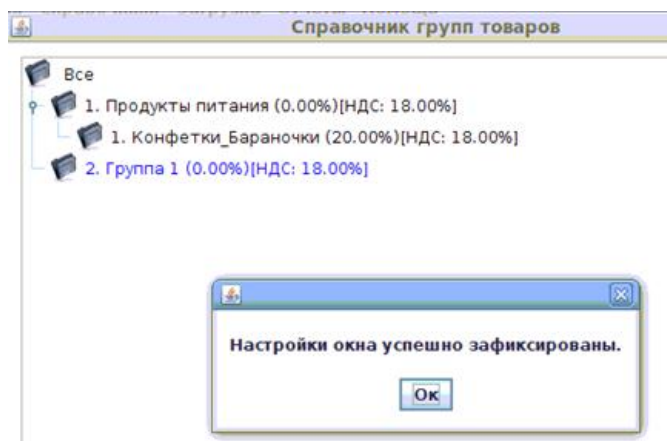 Справочник групп товаров
Все
1. Продукты питания (0.00%)[НДС: 18.00%]
1. Конфетки_Бараночки (20.00%)[НДС: 18.00%]
2. Группа 1 (0.00%)[НДС: 18.00%]
Настройки окна успешно зафиксированы.
Ок